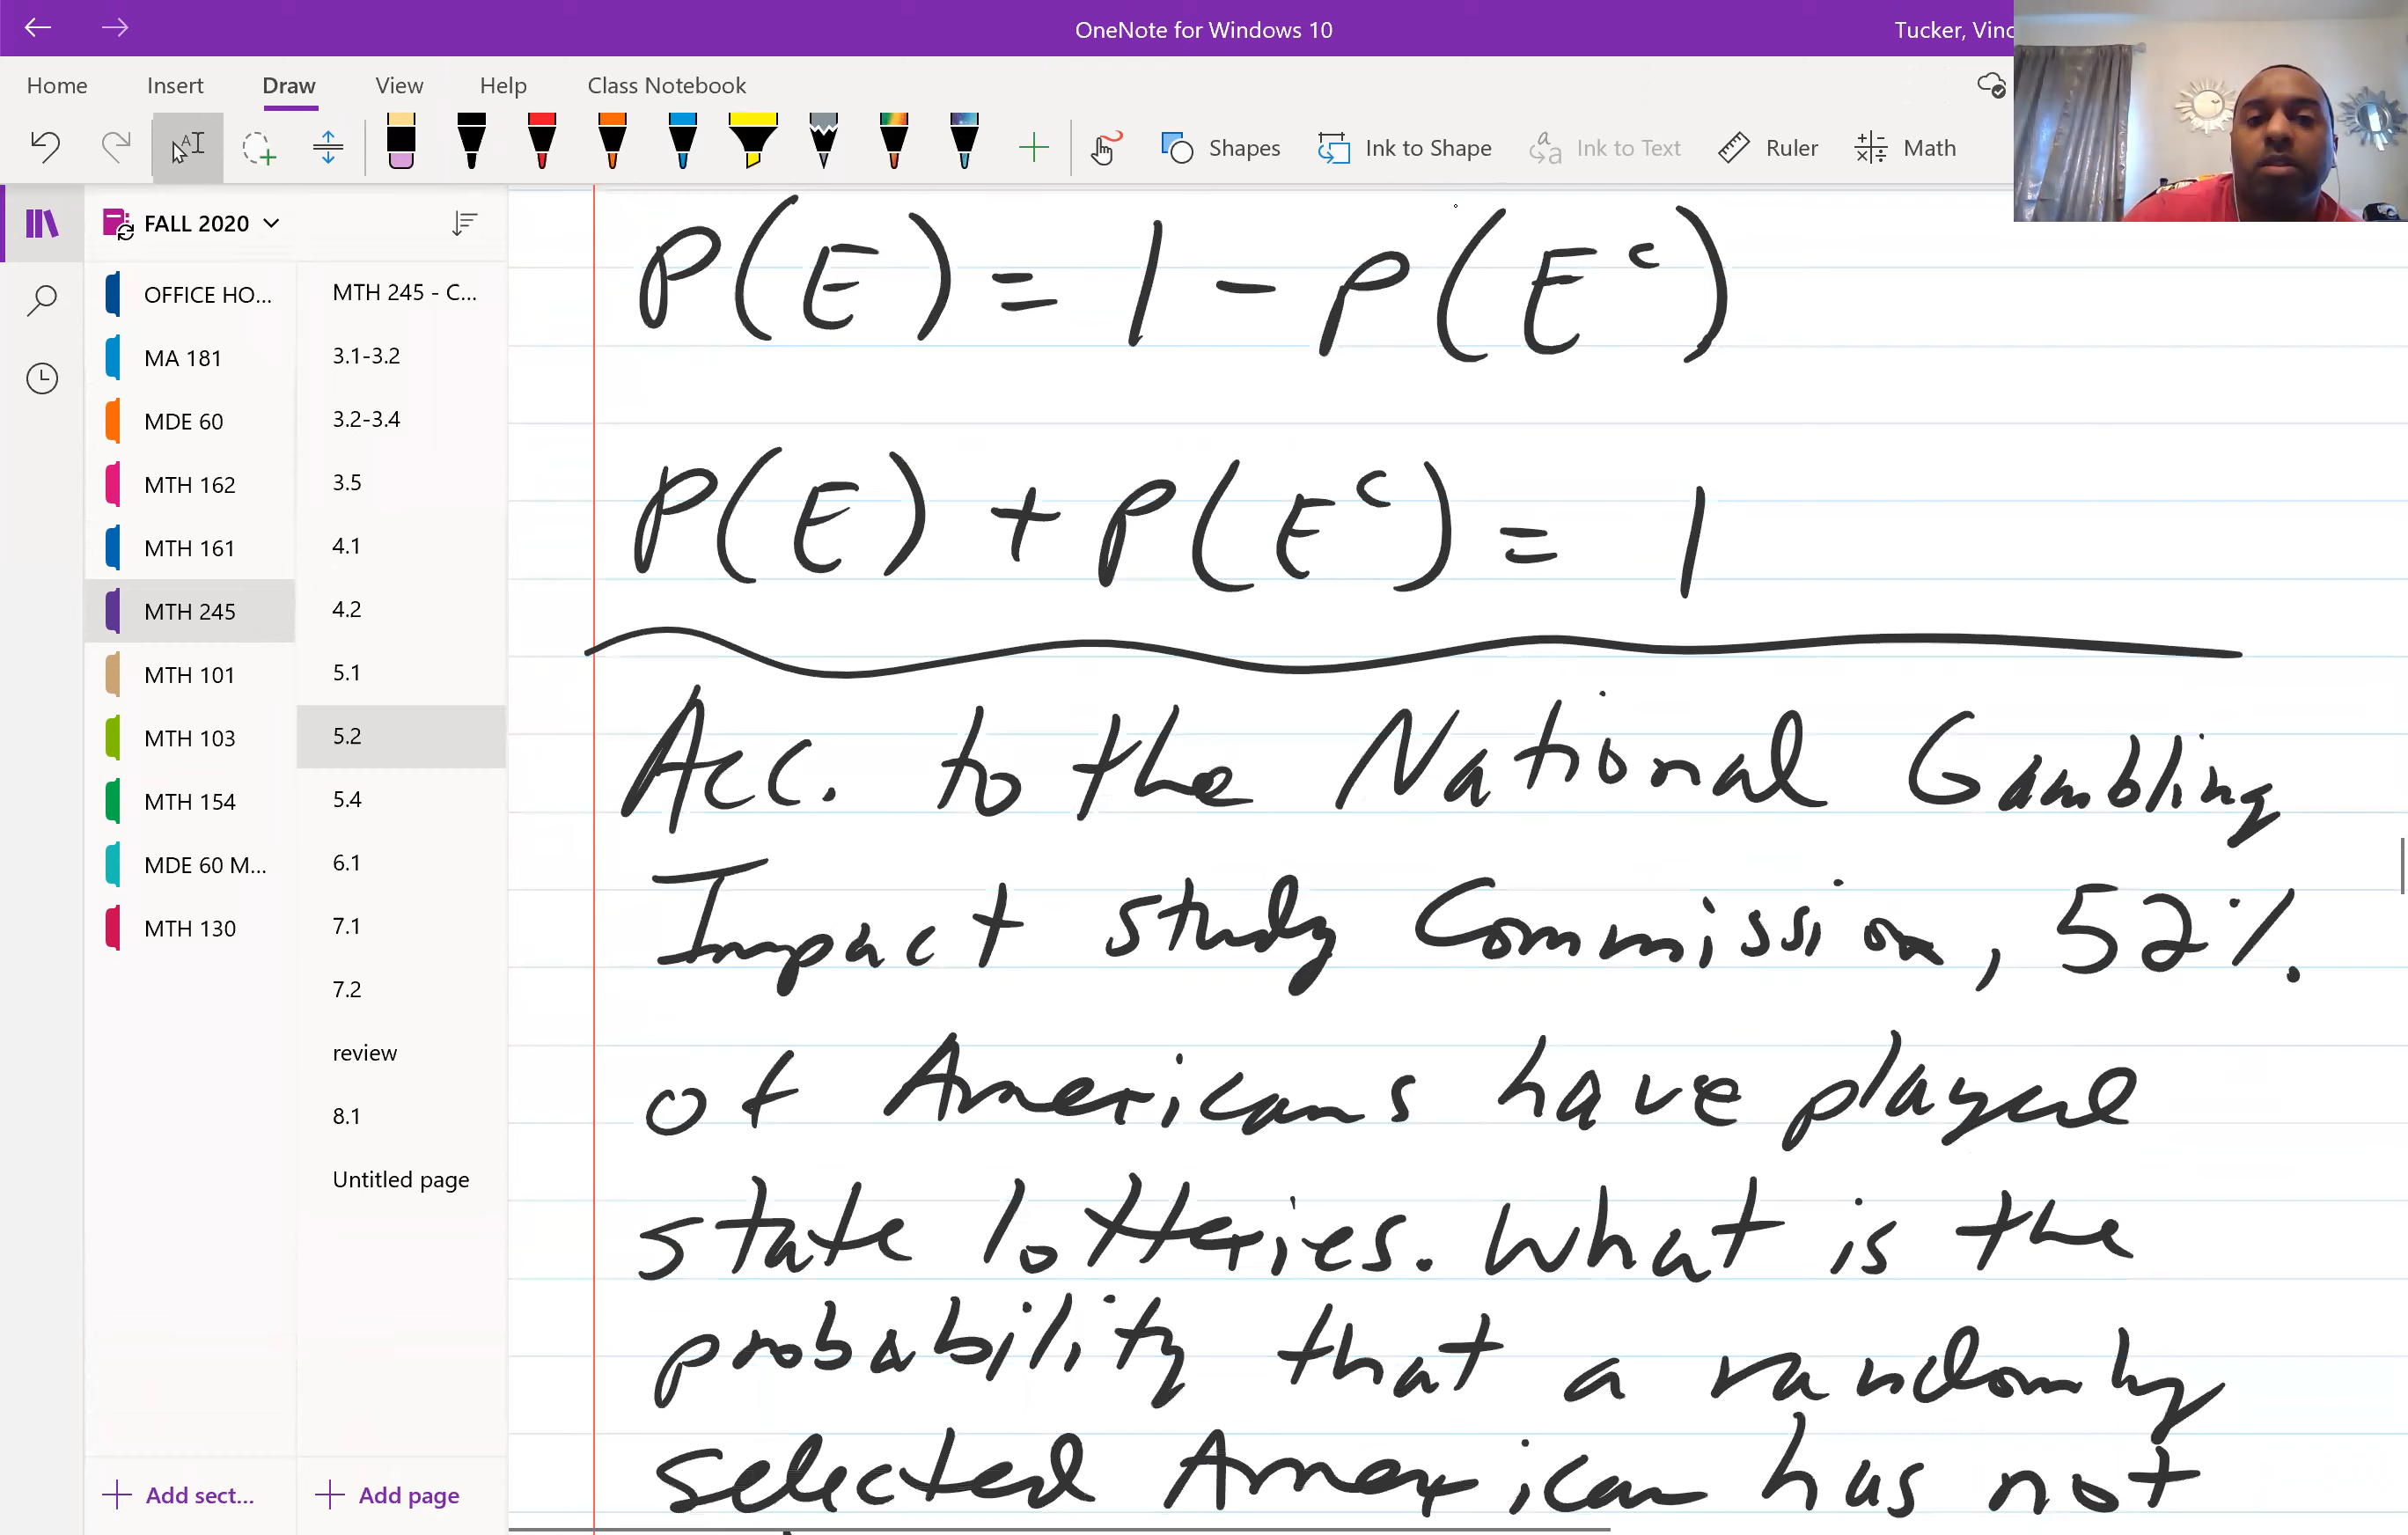 OneNote for Windows 10
Tucker, Vinc
Home Insert Draw View Help Class Notebook
Shapes Ink to Shape Ink to Text Ruler Math
FALL 2020
OFFICE HO...
MA 181
MDE 60
MTH 162
MTH 161
MTH 245
MTH 101
MTH 103
MTH 154
MDE 60 M...
MTH 130
Add sect...
MTH 245 - C...
3.1-3.2
3.2-3.4
3.5
4.1
4.2
5.1
5.2
5.4
6.1
7.1
7.2
review
8.1
Untitled page
Add page
P(E) = 1 - P(Eᶜ)
P(E) + P(Eᶜ) = 1
Acc. to the National Gambling
Impact study Commission, 52%.
of Americans have played
state lotteries. What is the
probability that a randomly
selected American has not